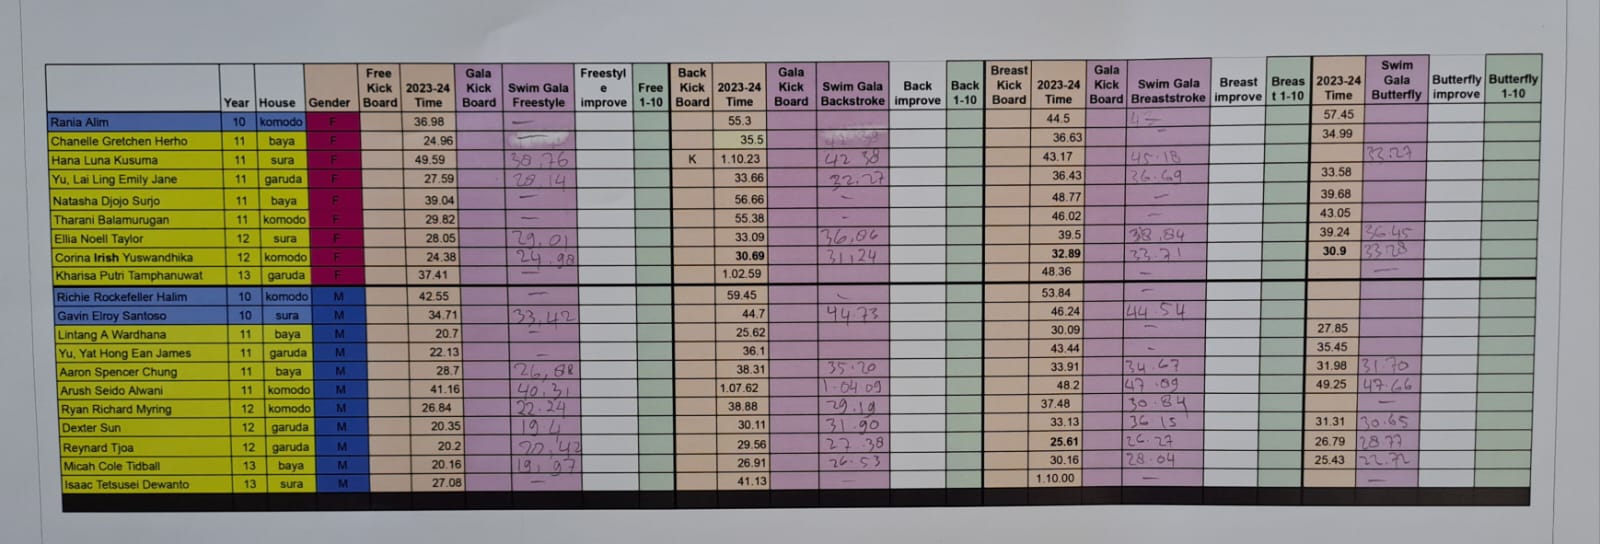 Year House Gender Free Kick Board 2023-24 Time Gala Kick Board Swim Gala Freestyle Freestyl e improve Free 1-10 Back Kick Board 2023-24 Time Gala Kick Board Swim Gala Backstroke Back improve Back 1-10 Breast Kick Board 2023-24 Time Gala Kick Board Swim Gala Breaststroke Breast improve Breas t 1-10 2023-24 Time Swim Gala Butterfly Butterfly improve Butterfly 1-10
Rania Alim 10 komodo F 36.98 — 55.3 44.5 57.45
Chanelle Gretchen Herho 11 baya F 24.96 35.5 36.63 — 34.99
Hana Luna Kusuma 11 sura F 49.59 38,76 K 1.10.23 42 38 43.17 45.18 33.27
Yu, Lai Ling Emily Jane 11 garuda F 27.59 28,14 33.66 32.27 36.43 36.69 33.58
Natasha Djojo Surjo 11 baya F 39.04 — 56.66 - 48.77 — 39.68
Tharani Balamurugan 11 komodo F 29.82 — 55.38 - 46.02 - 43.05
Ellia Noell Taylor 12 sura F 28.05 29,01 33.09 36,06 39.5 38,84 39.24 36.45
Corina Irish Yuswandhika 12 komodo F 24.38 24,98 30.69 31,24 32.89 33.71 30.9 33.28
Kharisa Putri Tamphanuwat 13 garuda F 37.41 — 1.02.59 48.36 - —
Richie Rockefeller Halim 10 komodo M 42.55 — 59.45 - 53.84 -
Gavin Elroy Santoso 10 sura M 34.71 33,42 44.7 44.73 46.24 44.54
Lintang A Wardhana 11 baya M 20.7 — 25.62 30.09 — 27.85
Yu, Yat Hong Ean James 11 garuda M 22.13 — 36.1 43.44 - 35.45
Aaron Spencer Chung 11 baya M 28.7 38.31 35.20 33.91 34.67 31.98 31.70
Arush Seido Alwani 11 komodo M 41.16 40,31 1.07.62 1.04.09 48.2 47.09 49.25 47.66
Ryan Richard Myring 12 komodo M 26.84 22.24 38.88 29.19 37.48 30.84 —
Dexter Sun 12 garuda M 20.35 19.4 30.11 31.90 33.13 36 15 31.31 30.65
Reynard Tjoa 12 garuda M 20.2 20,42 29.56 27.38 25.61 26.27 26.79 28.77
Micah Cole Tidball 13 baya M 20.16 19,97 26.91 26.53 30.16 28.04 25.43 22.72
Isaac Tetsusei Dewanto 13 sura M 27.08 — 41.13 — 1.10.00 — —